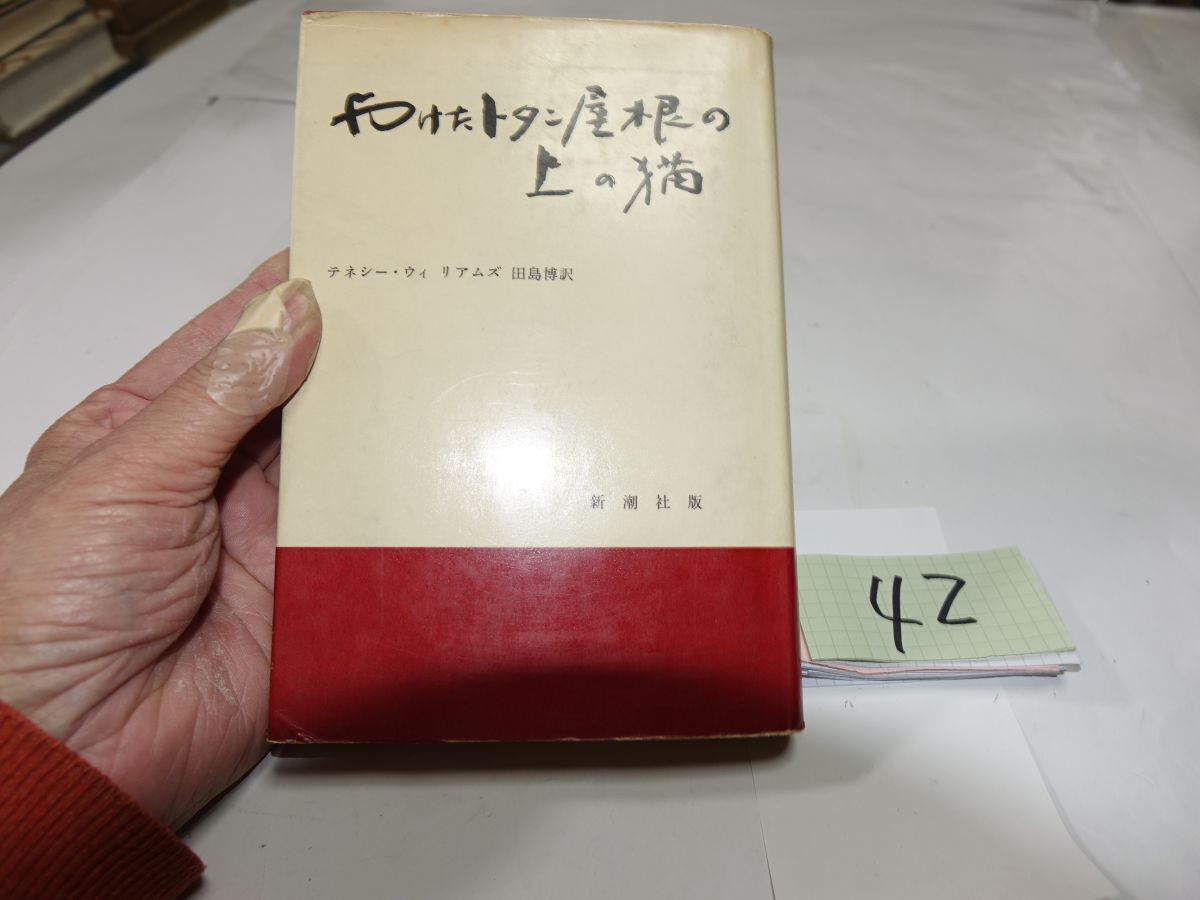 やけたトタン屋根の
上の猫
テネシー・ウィリアムズ 田島博訳
新潮社版
42